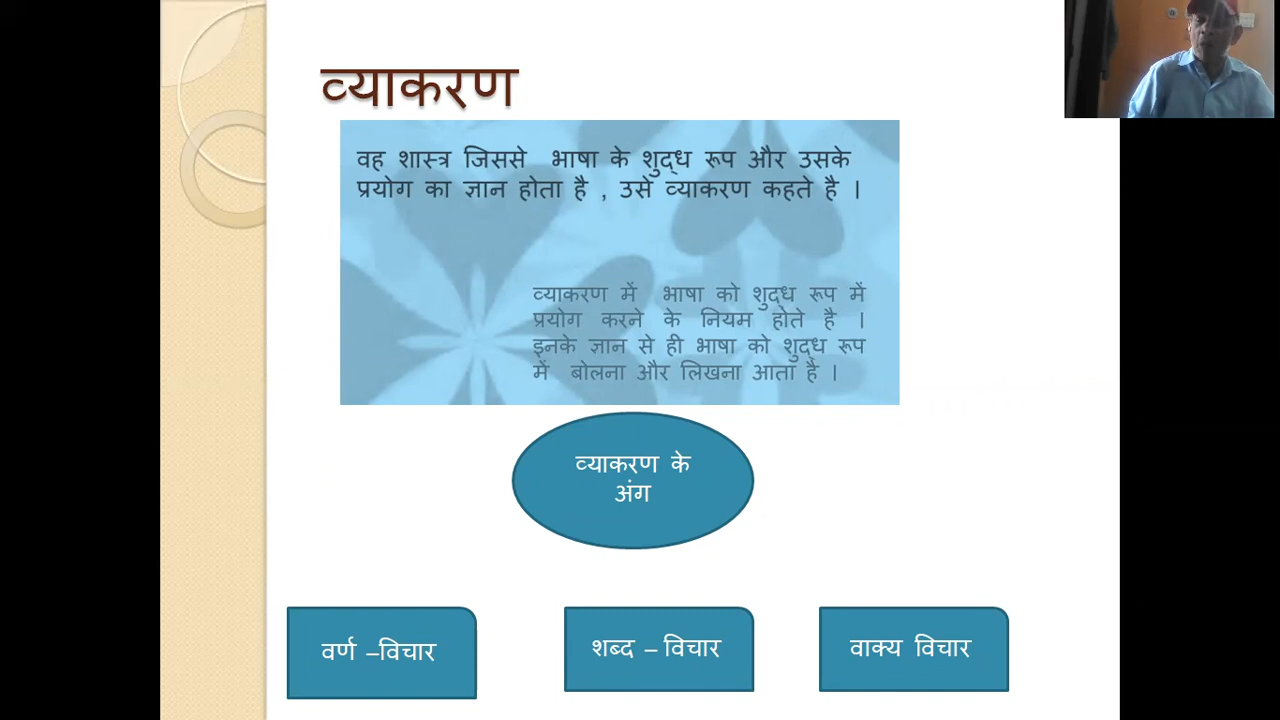 व्याकरण
वह शास्त्र जिससे भाषा के शुद्ध रूप और उसके
प्रयोग का ज्ञान होता है , उसे व्याकरण कहते है ।
व्याकरण में भाषा को शुद्ध रूप में
प्रयोग करने के नियम होते है ।
इनके ज्ञान से ही भाषा को शुद्ध रूप
में बोलना और लिखना आता है ।
व्याकरण के
अंग
वर्ण –विचार
शब्द – विचार
वाक्य विचार